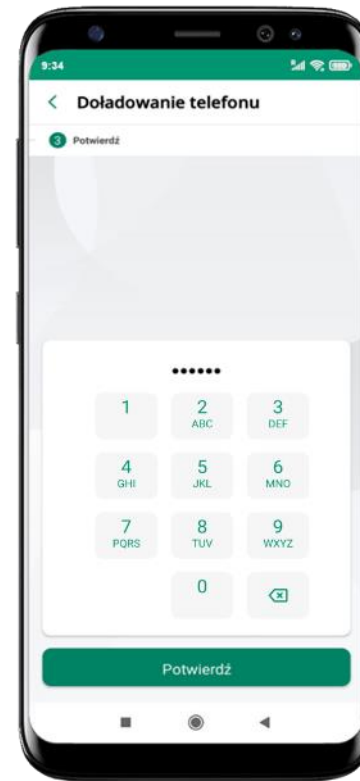 9:34
Doładowanie telefonu
3 Potwierdź
1
2
ABC
3
DEF
4
GHI
5
JKL
6
MNO
7
PQRS
8
TUV
9
WXYZ
0
Potwierdź